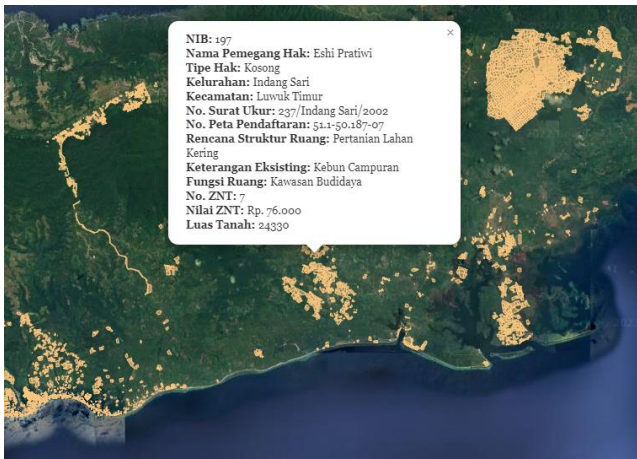 NIB: 197
Nama Pemegang Hak: Eshi Pratiwi
Tipe Hak: Kosong
Kelurahan: Indang Sari
Kecamatan: Luwuk Timur
No. Surat Ukur: 237/Indang Sari/2002
No. Peta Pendaftaran: 51.1-50.187-07
Rencana Struktur Ruang: Pertanian Lahan
Kering
Keterangan Eksisting: Kebun Campuran
Fungsi Ruang: Kawasan Budidaya
No. ZNT: 7
Nilai ZNT: Rp. 76.000
Luas Tanah: 24330